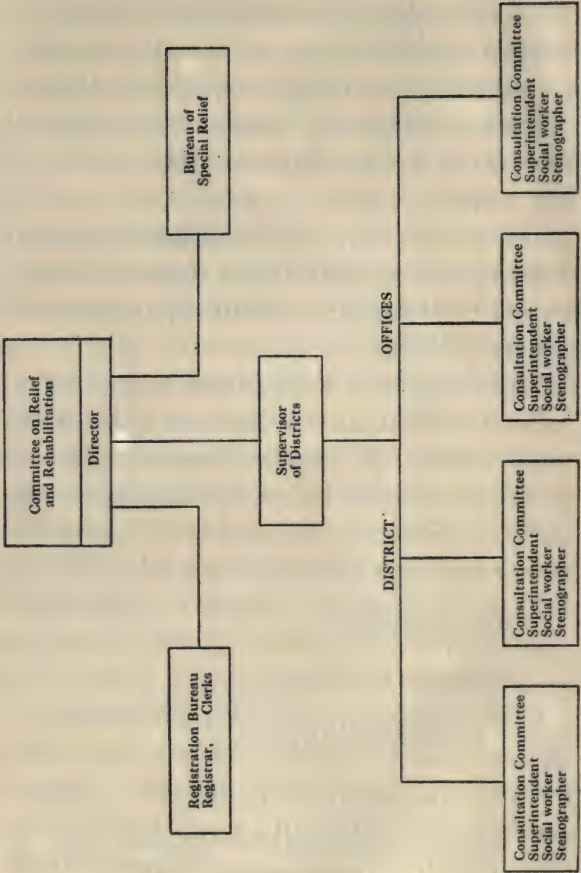 Committee on Relief
and Rehabilitation
Director
Registration Bureau
Registrar, Clerks
Bureau of
Special Relief
Supervisor
of Districts
DISTRICT OFFICES
Consultation Committee
Superintendent
Social worker
Stenographer
Consultation Committee
Superintendent
Social worker
Stenographer
Consultation Committee
Superintendent
Social worker
Stenographer
Consultation Committee
Superintendent
Social worker
Stenographer